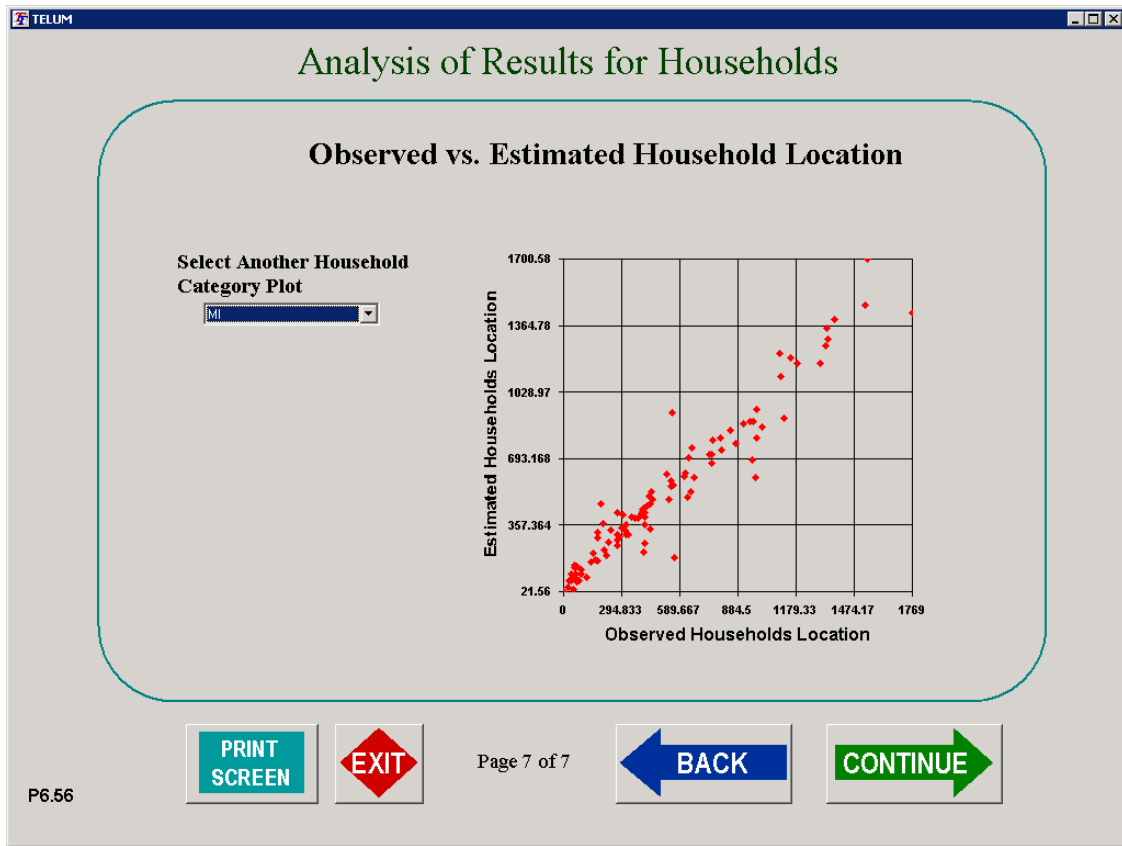 TELUM
Analysis of Results for Households
Observed vs. Estimated Household Location
Select Another Household
Category Plot
MI
1700.58
1364.78
1028.97
693.168
357.364
21.56
Estimated Households Location
0 294.833 589.667 884.5 1179.33 1474.17 1769
Observed Households Location
PRINT
SCREEN
EXIT
Page 7 of 7
BACK
CONTINUE
P6.56